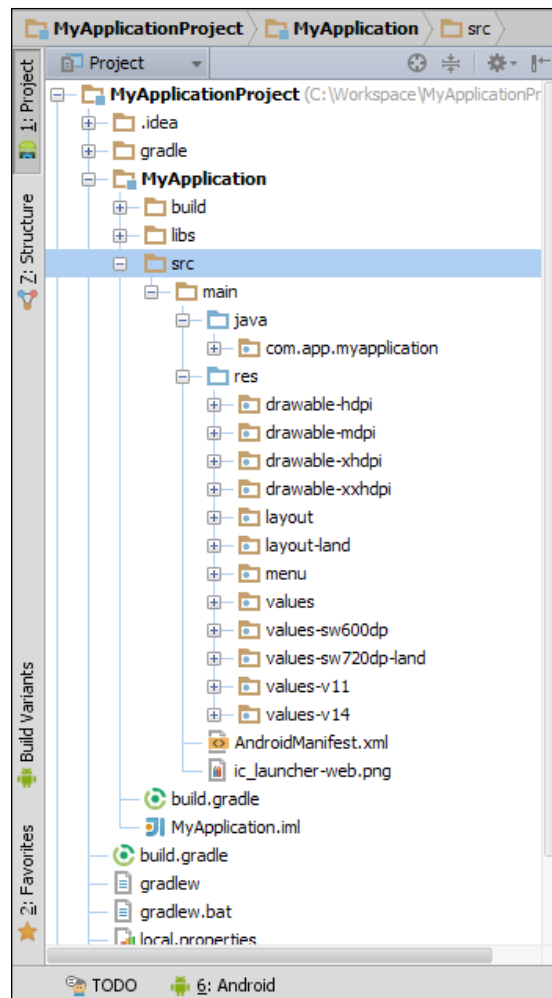 MyApplicationProject MyApplication src
Project
MyApplicationProject (C:\Workspace\MyApplicationPr
.idea
gradle
MyApplication
build
libs
src
main
java
com.app.myapplication
res
drawable-hdpi
drawable-mdpi
drawable-xhdpi
drawable-xxhdpi
layout
layout-land
menu
values
values-sw600dp
values-sw720dp-land
values-v11
values-v14
AndroidManifest.xml
ic_launcher-web.png
build.gradle
MyApplication.iml
build.gradle
gradlew
gradlew.bat
local.properties
1: Project
7: Structure
Build Variants
2: Favorites
TODO 6: Android